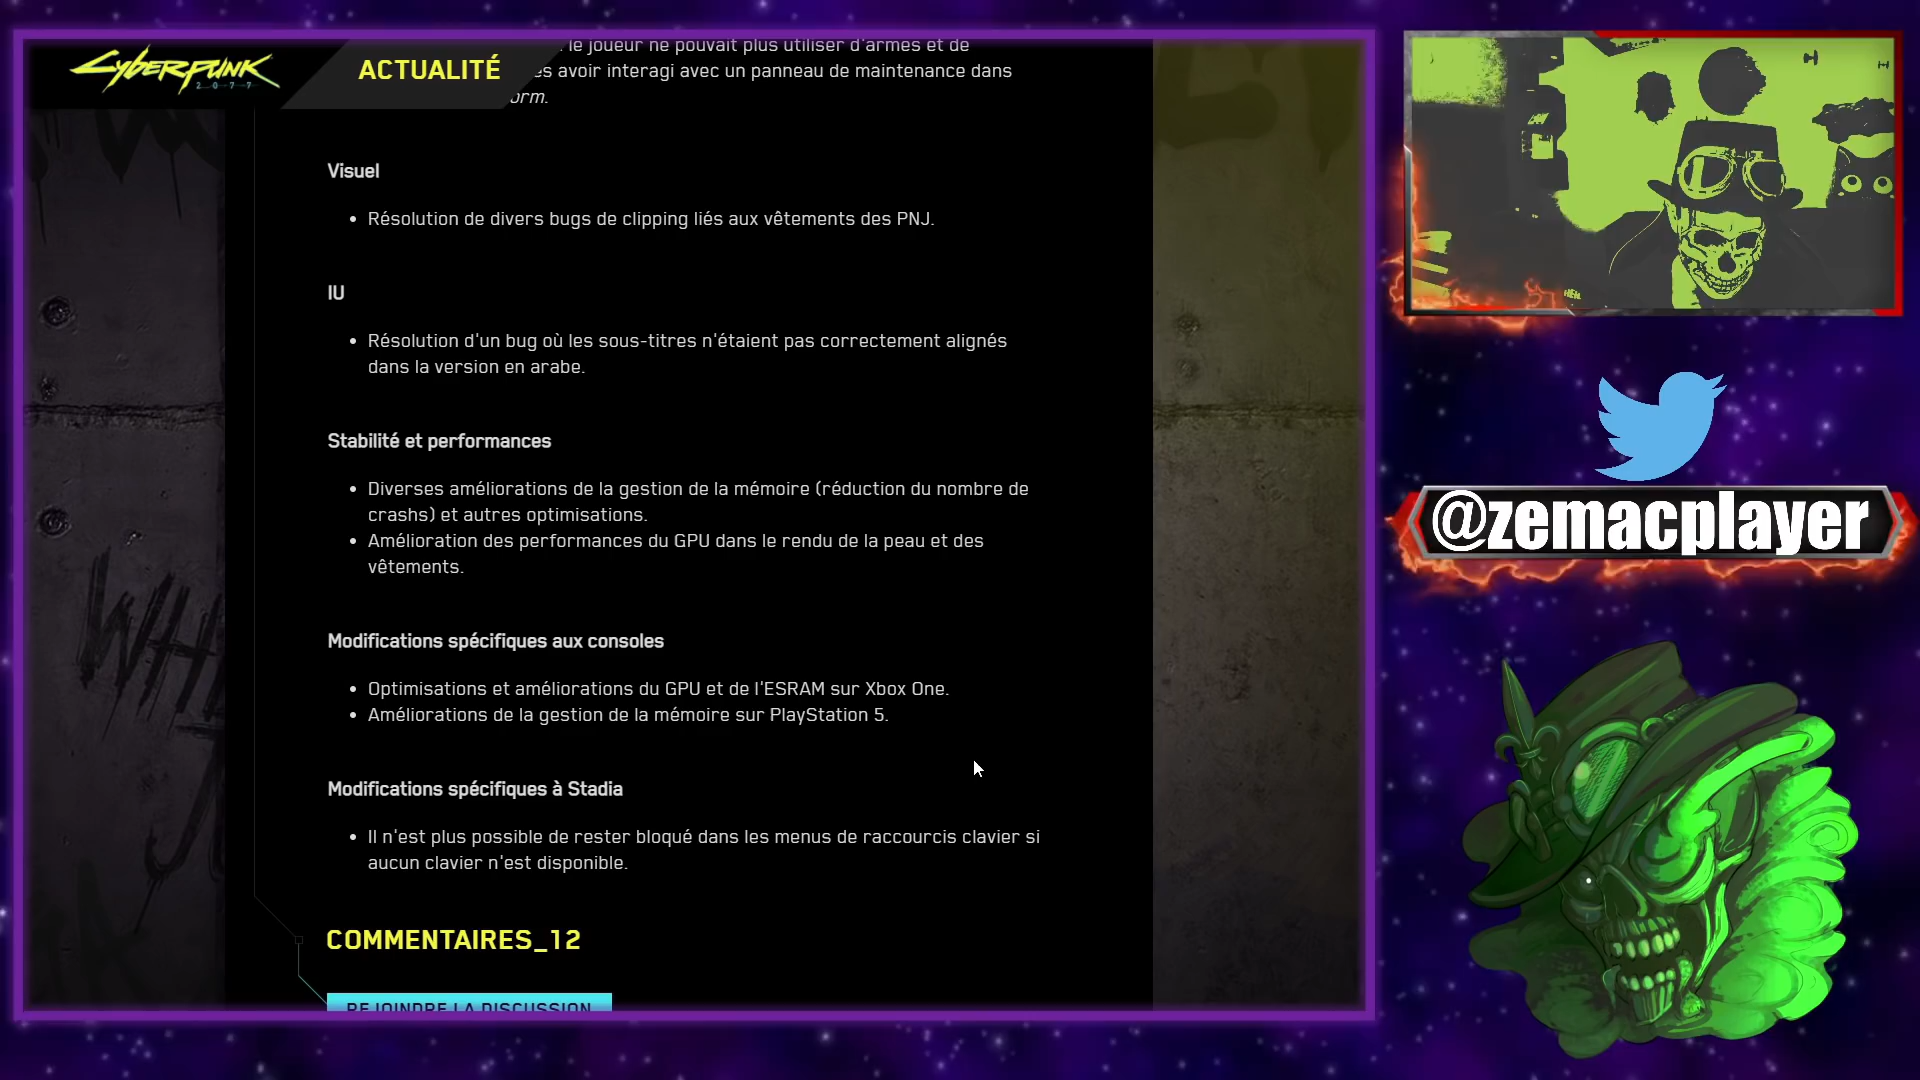 le joueur ne pouvait plus utiliser d'armes et de
CYBERPUNK
2077
ACTUALITÉ
avoir interagi avec un panneau de maintenance dans
Visuel
• Résolution de divers bugs de clipping liés aux vêtements des PNJ.
IU
• Résolution d'un bug où les sous-titres n'étaient pas correctement alignés
dans la version en arabe.
Stabilité et performances
• Diverses améliorations de la gestion de la mémoire (réduction du nombre de
crashs) et autres optimisations.
• Amélioration des performances du GPU dans le rendu de la peau et des
vêtements.
Modifications spécifiques aux consoles
• Optimisations et améliorations du GPU et de l'ESRAM sur Xbox One.
• Améliorations de la gestion de la mémoire sur PlayStation 5.
Modifications spécifiques à Stadia
• Il n'est plus possible de rester bloqué dans les menus de raccourcis clavier si
aucun clavier n'est disponible.
COMMENTAIRES_12
REJOINDRE LA DISCUSSION
@zemacplayer